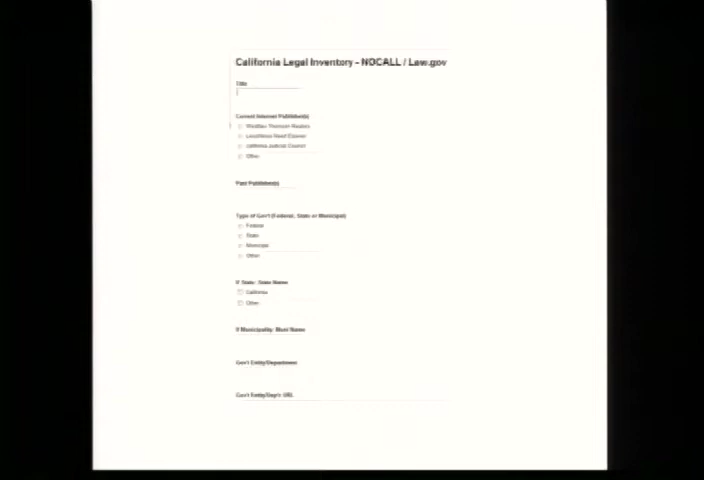 California Legal Inventory - NOCALL / Law.gov
Title
Current Internet Publisher(s)
Westlaw Thomson Reuters
LexisNexis Reed Elsevier
California Judicial Council
Other
Past Publisher(s)
Type of Gov't (Federal, State or Municipal)
Federal
State
Municipal
Other
If State: State Name
California
Other
If Municipality: Muni Name
Gov't Entity/Department
Gov't Entity/Dep't: URL